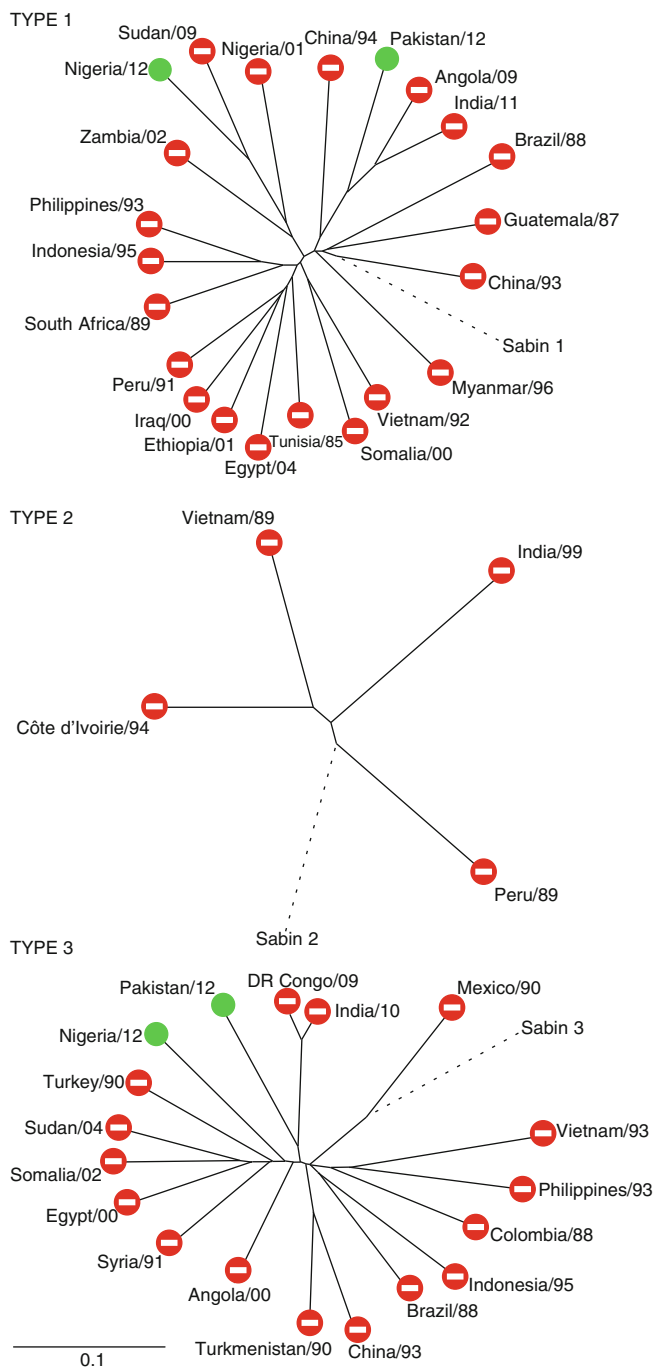 TYPE 1
Sudan/09
Nigeria/01
China/94
Pakistan/12
Nigeria/12
Angola/09
India/11
Zambia/02
Brazil/88
Philippines/93
Guatemala/87
Indonesia/95
China/93
South Africa/89
Sabin 1
Peru/91
Myanmar/96
Iraq/00
Vietnam/92
Ethiopia/01
Tunisia/85
Somalia/00
Egypt/04
TYPE 2
Vietnam/89
India/99
Côte d'Ivoirie/94
Peru/89
Sabin 2
TYPE 3
Pakistan/12
DR Congo/09
Mexico/90
India/10
Nigeria/12
Sabin 3
Turkey/90
Sudan/04
Vietnam/93
Somalia/02
Philippines/93
Egypt/00
Colombia/88
Syria/91
Indonesia/95
Angola/00
Brazil/88
Turkmenistan/90
China/93
0.1